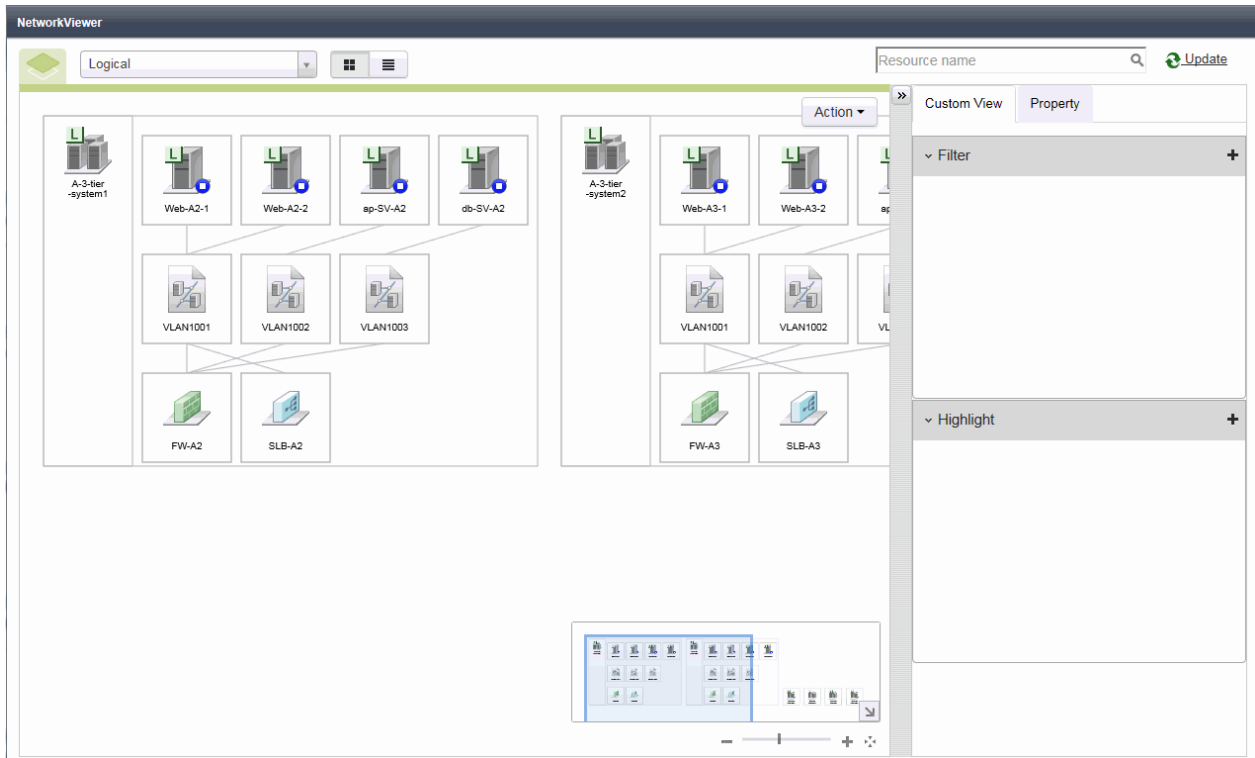 NetworkViewer
Logical
Resource name
Update
Action
Custom View
Property
Filter
Highlight
L
A-3-tier
-system1
L
L
L
L
Web-A2-1
Web-A2-2
ap-SV-A2
db-SV-A2
VLAN1001
VLAN1002
VLAN1003
FW-A2
SLB-A2
L
A-3-tier
-system2
L
L
L
Web-A3-1
Web-A3-2
VLAN1001
VLAN1002
FW-A3
SLB-A3